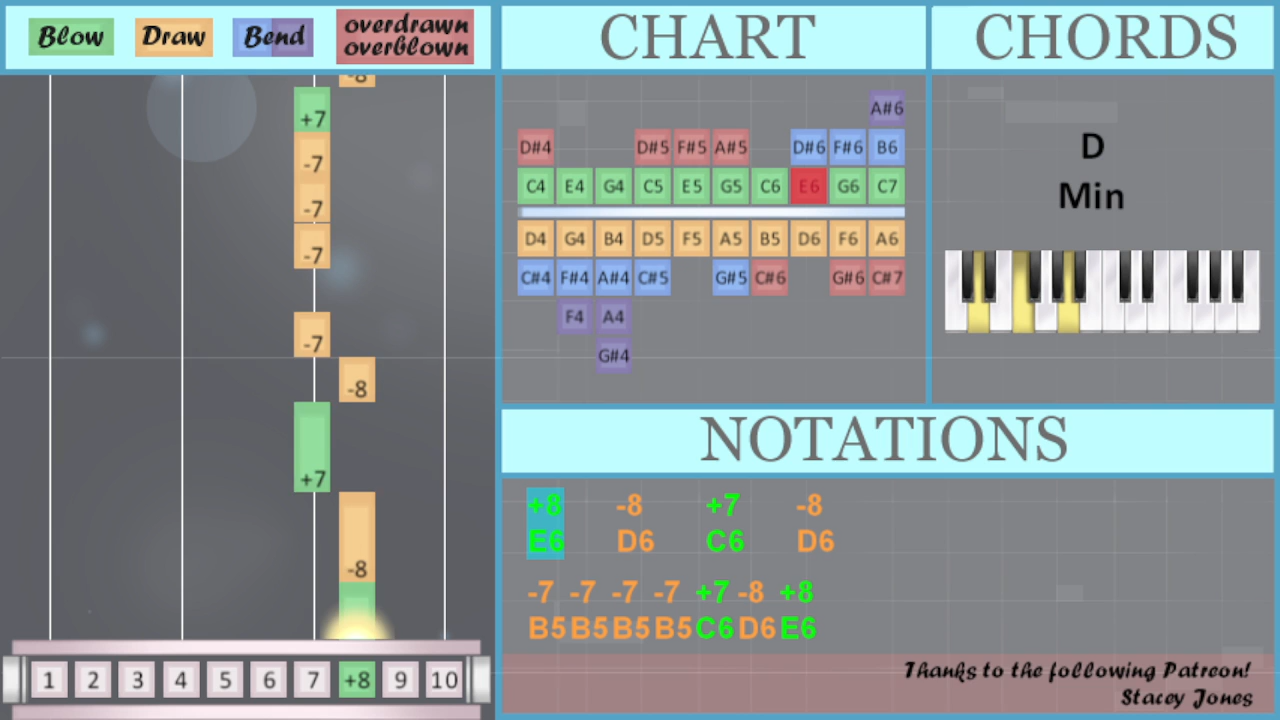 Blow Draw Bend overdrawn
overblown
CHART
CHORDS
-8
+7
-7
-7
-7
-7
-8
+7
-8
1 2 3 4 5 6 7 +8 9 10
A#6
D#4 D#5 F#5 A#5 D#6 F#6 B6
C4 E4 G4 C5 E5 G5 C6 E6 G6 C7
D4 G4 B4 D5 F5 A5 B5 D6 F6 A6
C#4 F#4 A#4 C#5 G#5 C#6 G#6 C#7
F4 A4
G#4
D
Min
NOTATIONS
+8 -8 +7 -8
E6 D6 C6 D6
-7 -7 -7 -7 +7 -8 +8
B5 B5 B5 B5 C6 D6 E6
Thanks to the following Patreon!
Stacey Jones